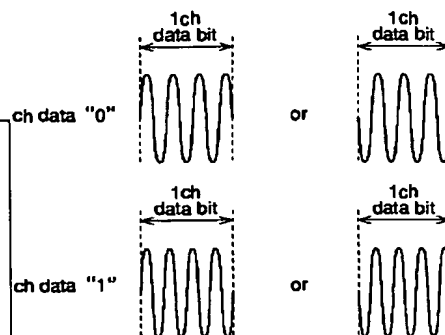 1ch
data bit
1ch
data bit
ch data "0"
or
1ch
data bit
1ch
data bit
ch data "1"
or